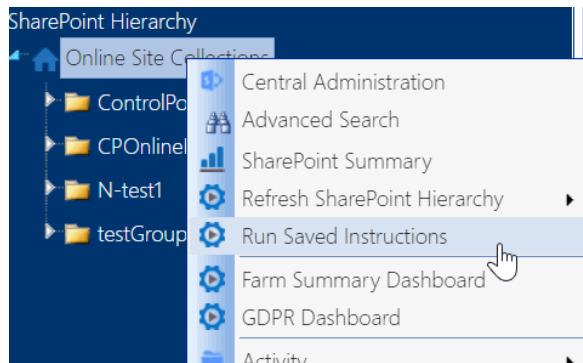 SharePoint Hierarchy
Online Site Collections
Central Administration
ControlPo
Advanced Search
CPOnlineI
SharePoint Summary
N-test1
Refresh SharePoint Hierarchy
testGroup
Run Saved Instructions
Farm Summary Dashboard
GDPR Dashboard
Activity